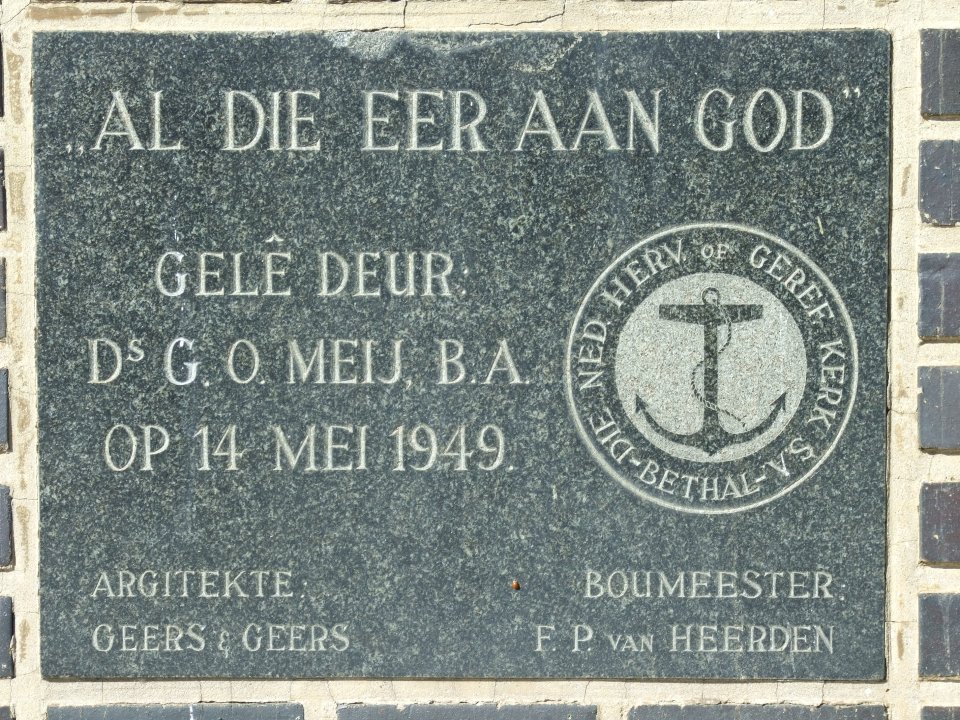 „AL DIE EER AAN GOD”
GELÊ DEUR:
Ds G. O. MEIJ, B.A.
OP 14 MEI 1949.
DIE NED HERV OF GEREF. KERK S.A.
-BETHAL-
ARGITEKTE:
GEERS & GEERS
BOUMEESTER:
F. P. VAN HEERDEN